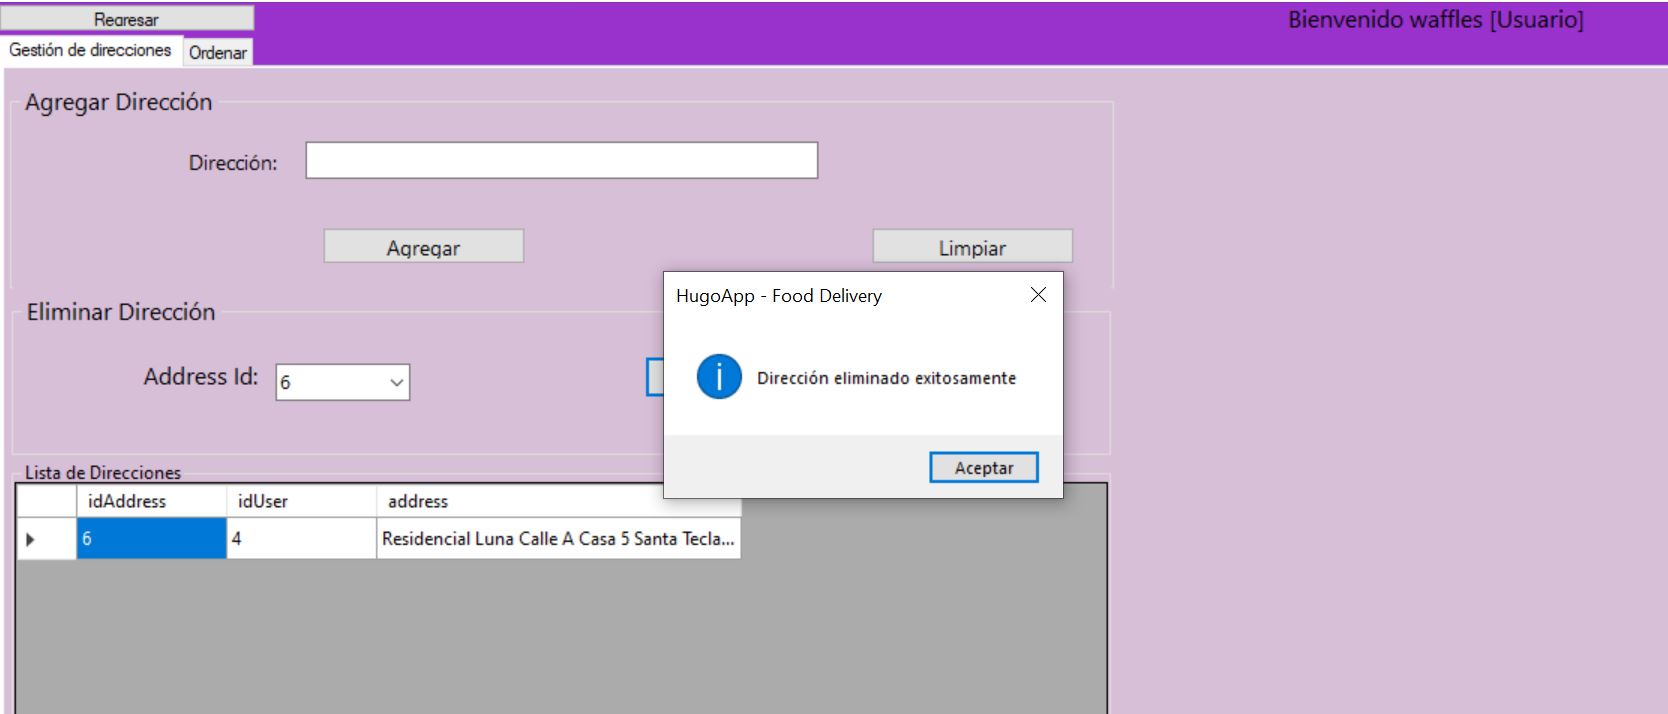 Regresar
Bienvenido waffles [Usuario]
Gestión de direcciones
Ordenar
Agregar Dirección
Dirección:
Agregar
Limpiar
HugoApp - Food Delivery
Eliminar Dirección
Address Id:
6
Dirección eliminado exitosamente
Aceptar
Lista de Direcciones
idAddress idUser address
6 4 Residencial Luna Calle A Casa 5 Santa Tecla...